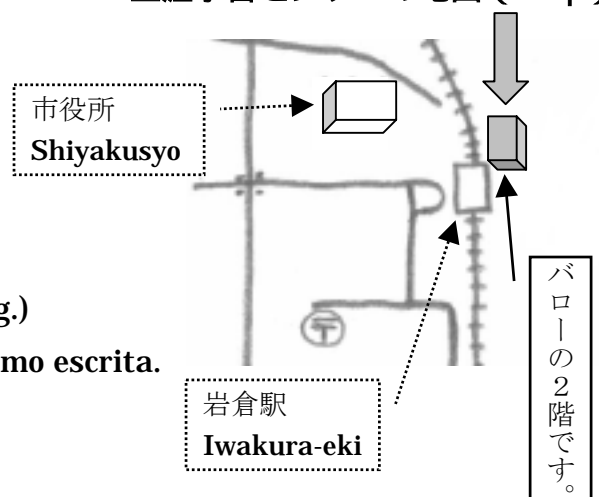 市役所
Shiyakusyo
g.)
mo escrita.
岩倉駅
Iwakura-eki
バローの2階です。
〒